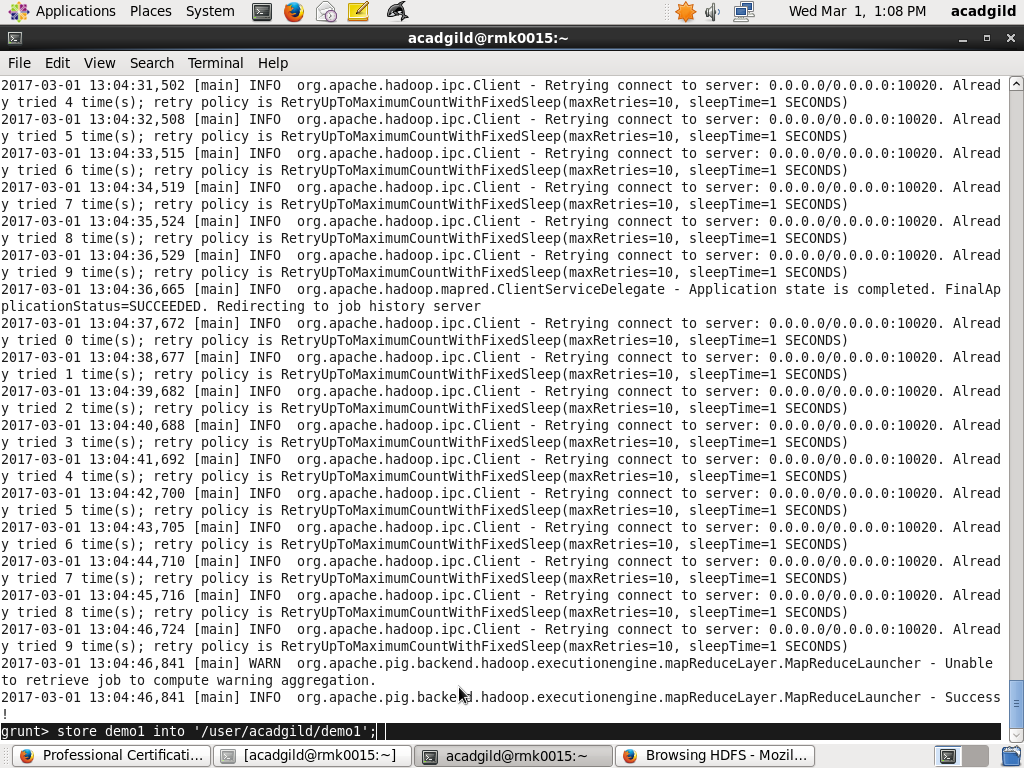 Applications Places System Wed Mar 1, 1:08 PM acadgild
acadgild@rmk0015:~
File Edit View Search Terminal Help
2017-03-01 13:04:31,502 [main] INFO  org.apache.hadoop.ipc.Client - Retrying connect to server: 0.0.0.0/0.0.0.0:10020. Alread
y tried 4 time(s); retry policy is RetryUpToMaximumCountWithFixedSleep(maxRetries=10, sleepTime=1 SECONDS)
2017-03-01 13:04:32,508 [main] INFO  org.apache.hadoop.ipc.Client - Retrying connect to server: 0.0.0.0/0.0.0.0:10020. Alread
y tried 5 time(s); retry policy is RetryUpToMaximumCountWithFixedSleep(maxRetries=10, sleepTime=1 SECONDS)
2017-03-01 13:04:33,515 [main] INFO  org.apache.hadoop.ipc.Client - Retrying connect to server: 0.0.0.0/0.0.0.0:10020. Alread
y tried 6 time(s); retry policy is RetryUpToMaximumCountWithFixedSleep(maxRetries=10, sleepTime=1 SECONDS)
2017-03-01 13:04:34,519 [main] INFO  org.apache.hadoop.ipc.Client - Retrying connect to server: 0.0.0.0/0.0.0.0:10020. Alread
y tried 7 time(s); retry policy is RetryUpToMaximumCountWithFixedSleep(maxRetries=10, sleepTime=1 SECONDS)
2017-03-01 13:04:35,524 [main] INFO  org.apache.hadoop.ipc.Client - Retrying connect to server: 0.0.0.0/0.0.0.0:10020. Alread
y tried 8 time(s); retry policy is RetryUpToMaximumCountWithFixedSleep(maxRetries=10, sleepTime=1 SECONDS)
2017-03-01 13:04:36,529 [main] INFO  org.apache.hadoop.ipc.Client - Retrying connect to server: 0.0.0.0/0.0.0.0:10020. Alread
y tried 9 time(s); retry policy is RetryUpToMaximumCountWithFixedSleep(maxRetries=10, sleepTime=1 SECONDS)
2017-03-01 13:04:36,665 [main] INFO  org.apache.hadoop.mapred.ClientServiceDelegate - Application state is completed. FinalAp
plicationStatus=SUCCEEDED. Redirecting to job history server
2017-03-01 13:04:37,672 [main] INFO  org.apache.hadoop.ipc.Client - Retrying connect to server: 0.0.0.0/0.0.0.0:10020. Alread
y tried 0 time(s); retry policy is RetryUpToMaximumCountWithFixedSleep(maxRetries=10, sleepTime=1 SECONDS)
2017-03-01 13:04:38,677 [main] INFO  org.apache.hadoop.ipc.Client - Retrying connect to server: 0.0.0.0/0.0.0.0:10020. Alread
y tried 1 time(s); retry policy is RetryUpToMaximumCountWithFixedSleep(maxRetries=10, sleepTime=1 SECONDS)
2017-03-01 13:04:39,682 [main] INFO  org.apache.hadoop.ipc.Client - Retrying connect to server: 0.0.0.0/0.0.0.0:10020. Alread
y tried 2 time(s); retry policy is RetryUpToMaximumCountWithFixedSleep(maxRetries=10, sleepTime=1 SECONDS)
2017-03-01 13:04:40,688 [main] INFO  org.apache.hadoop.ipc.Client - Retrying connect to server: 0.0.0.0/0.0.0.0:10020. Alread
y tried 3 time(s); retry policy is RetryUpToMaximumCountWithFixedSleep(maxRetries=10, sleepTime=1 SECONDS)
2017-03-01 13:04:41,692 [main] INFO  org.apache.hadoop.ipc.Client - Retrying connect to server: 0.0.0.0/0.0.0.0:10020. Alread
y tried 4 time(s); retry policy is RetryUpToMaximumCountWithFixedSleep(maxRetries=10, sleepTime=1 SECONDS)
2017-03-01 13:04:42,700 [main] INFO  org.apache.hadoop.ipc.Client - Retrying connect to server: 0.0.0.0/0.0.0.0:10020. Alread
y tried 5 time(s); retry policy is RetryUpToMaximumCountWithFixedSleep(maxRetries=10, sleepTime=1 SECONDS)
2017-03-01 13:04:43,705 [main] INFO  org.apache.hadoop.ipc.Client - Retrying connect to server: 0.0.0.0/0.0.0.0:10020. Alread
y tried 6 time(s); retry policy is RetryUpToMaximumCountWithFixedSleep(maxRetries=10, sleepTime=1 SECONDS)
2017-03-01 13:04:44,710 [main] INFO  org.apache.hadoop.ipc.Client - Retrying connect to server: 0.0.0.0/0.0.0.0:10020. Alread
y tried 7 time(s); retry policy is RetryUpToMaximumCountWithFixedSleep(maxRetries=10, sleepTime=1 SECONDS)
2017-03-01 13:04:45,716 [main] INFO  org.apache.hadoop.ipc.Client - Retrying connect to server: 0.0.0.0/0.0.0.0:10020. Alread
y tried 8 time(s); retry policy is RetryUpToMaximumCountWithFixedSleep(maxRetries=10, sleepTime=1 SECONDS)
2017-03-01 13:04:46,724 [main] INFO  org.apache.hadoop.ipc.Client - Retrying connect to server: 0.0.0.0/0.0.0.0:10020. Alread
y tried 9 time(s); retry policy is RetryUpToMaximumCountWithFixedSleep(maxRetries=10, sleepTime=1 SECONDS)
2017-03-01 13:04:46,841 [main] WARN  org.apache.pig.backend.hadoop.executionengine.mapReduceLayer.MapReduceLauncher - Unable
to retrieve job to compute warning aggregation.
2017-03-01 13:04:46,841 [main] INFO  org.apache.pig.backend.hadoop.executionengine.mapReduceLayer.MapReduceLauncher - Success
!
grunt> store demo1 into '/user/acadgild/demo1';
Professional Certificati... [acadgild@rmk0015:~] acadgild@rmk0015:~ Browsing HDFS - Mozil...